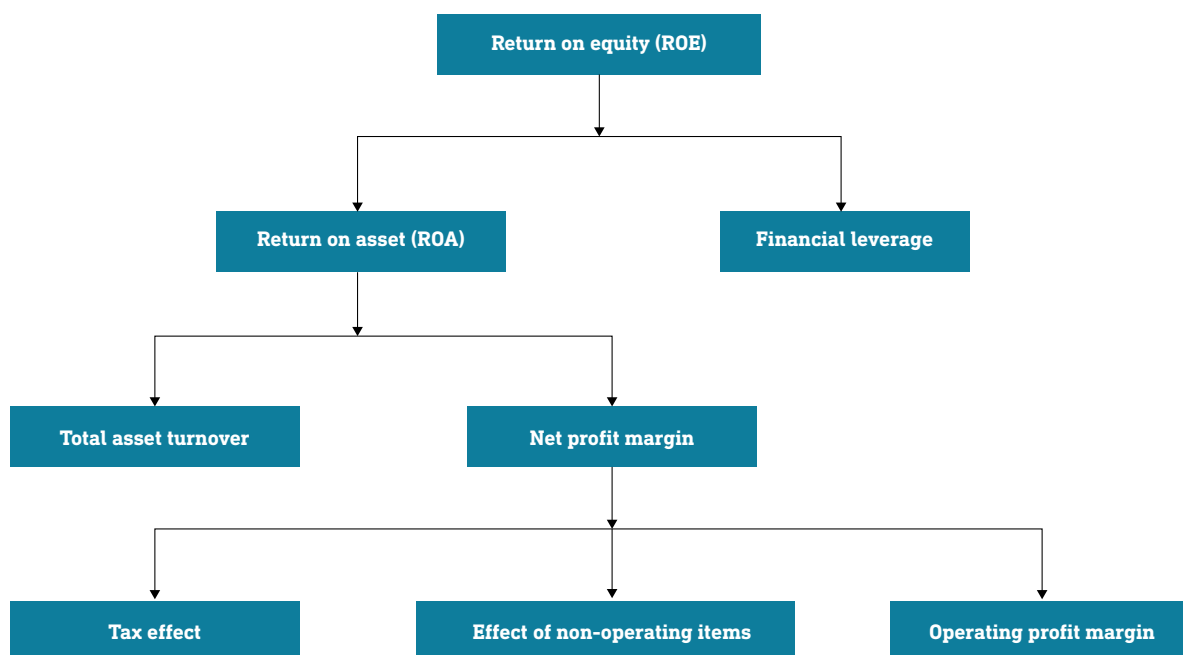 Return on equity (ROE)
Return on asset (ROA)
Financial leverage
Total asset turnover
Net profit margin
Tax effect
Effect of non-operating items
Operating profit margin